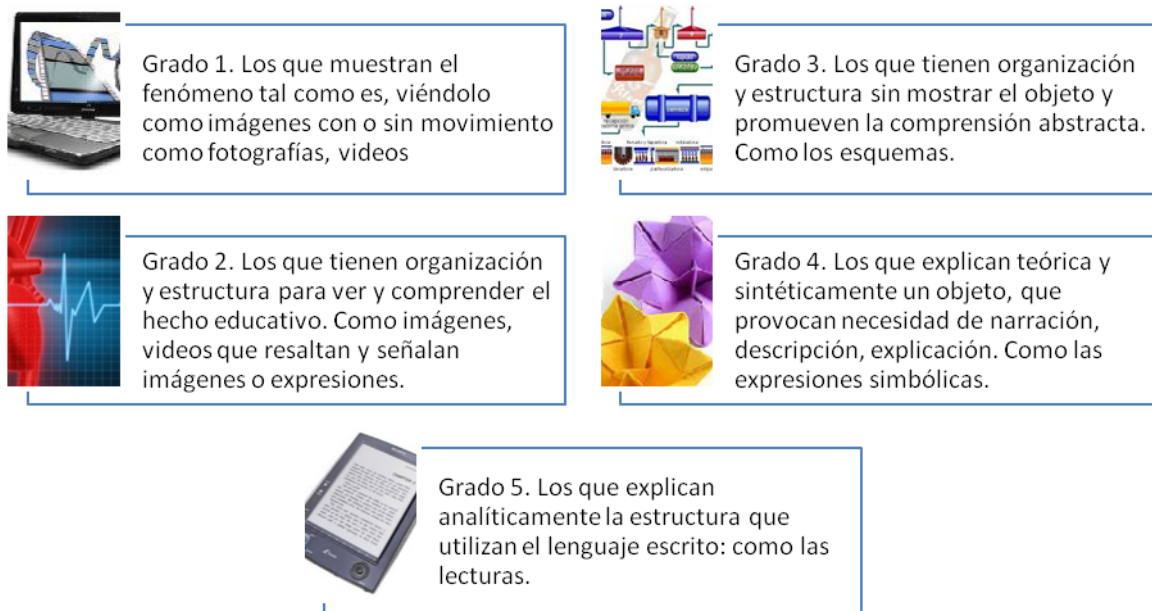 Grado 1. Los que muestran el
fenómeno tal como es, viéndolo
como imágenes con o sin movimiento
como fotografías, videos
Grado 2. Los que tienen organización
y estructura para ver y comprender el
hecho educativo. Como imágenes,
videos que resaltan y señalan
imágenes o expresiones.
Grado 3. Los que tienen organización
y estructura sin mostrar el objeto y
promueven la comprensión abstracta.
Como los esquemas.
Grado 4. Los que explican teórica y
sintéticamente un objeto, que
provocan necesidad de narración,
descripción, explicación. Como las
expresiones simbólicas.
Grado 5. Los que explican
analíticamente la estructura que
utilizan el lenguaje escrito: como las
lecturas.